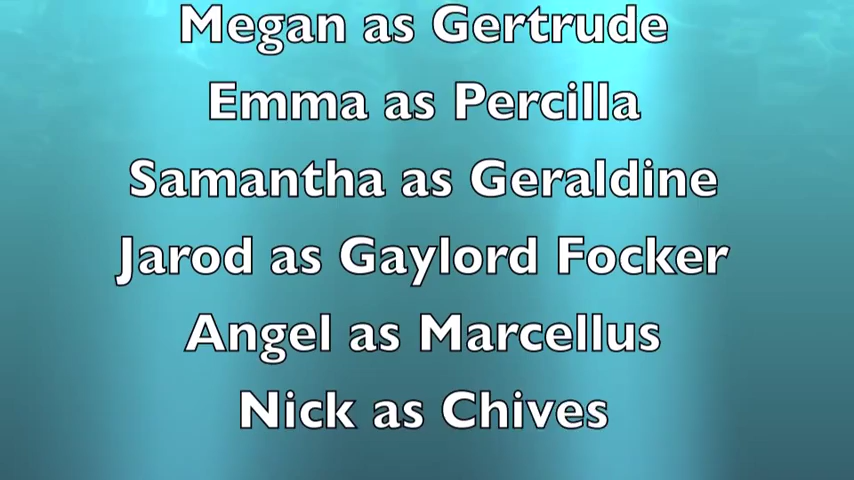 Megan as Gertrude
Emma as Percilla
Samantha as Geraldine
Jarod as Gaylord Focker
Angel as Marcellus
Nick as Chives